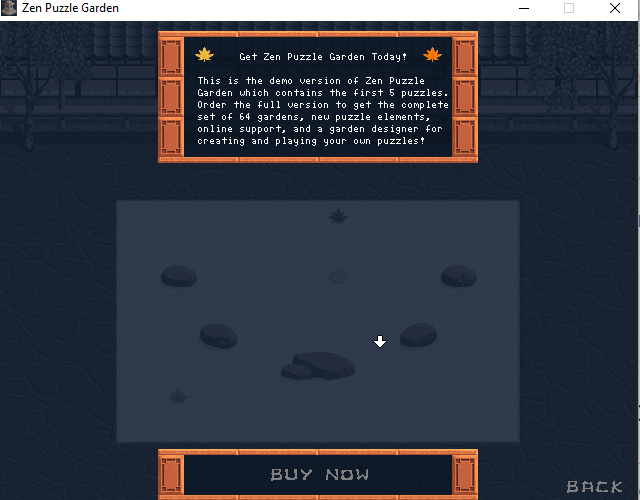 Zen Puzzle Garden
Get Zen Puzzle Garden Today!
This is the demo version of Zen Puzzle
Garden which contains the first 5 puzzles.
Order the full version to get the complete
set of 64 gardens, new puzzle elements,
online support, and a garden designer for
creating and playing your own puzzles!
BUY NOW
BACK